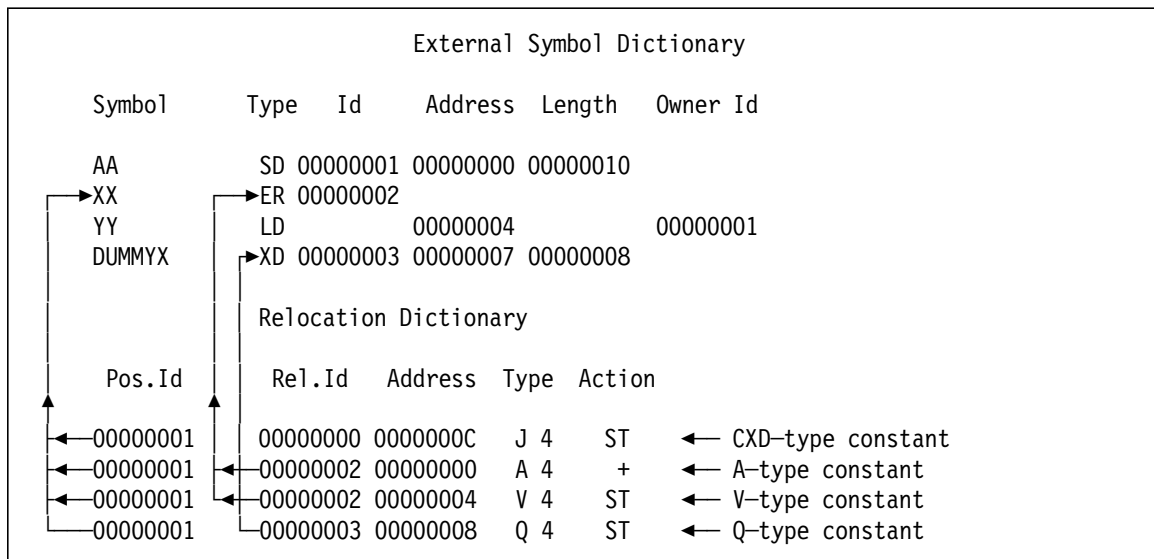 External Symbol Dictionary
Symbol Type Id Address Length Owner Id
AA SD 00000001 00000000 00000010
XX ER 00000002
YY LD 00000004 00000001
DUMMYX XD 00000003 00000007 00000008
Relocation Dictionary
Pos.Id Rel.Id Address Type Action
00000001 00000000 0000000C J 4 ST CXD—type constant
00000001 00000002 00000000 A 4 + A—type constant
00000001 00000002 00000004 V 4 ST V—type constant
00000001 00000003 00000008 Q 4 ST Q—type constant